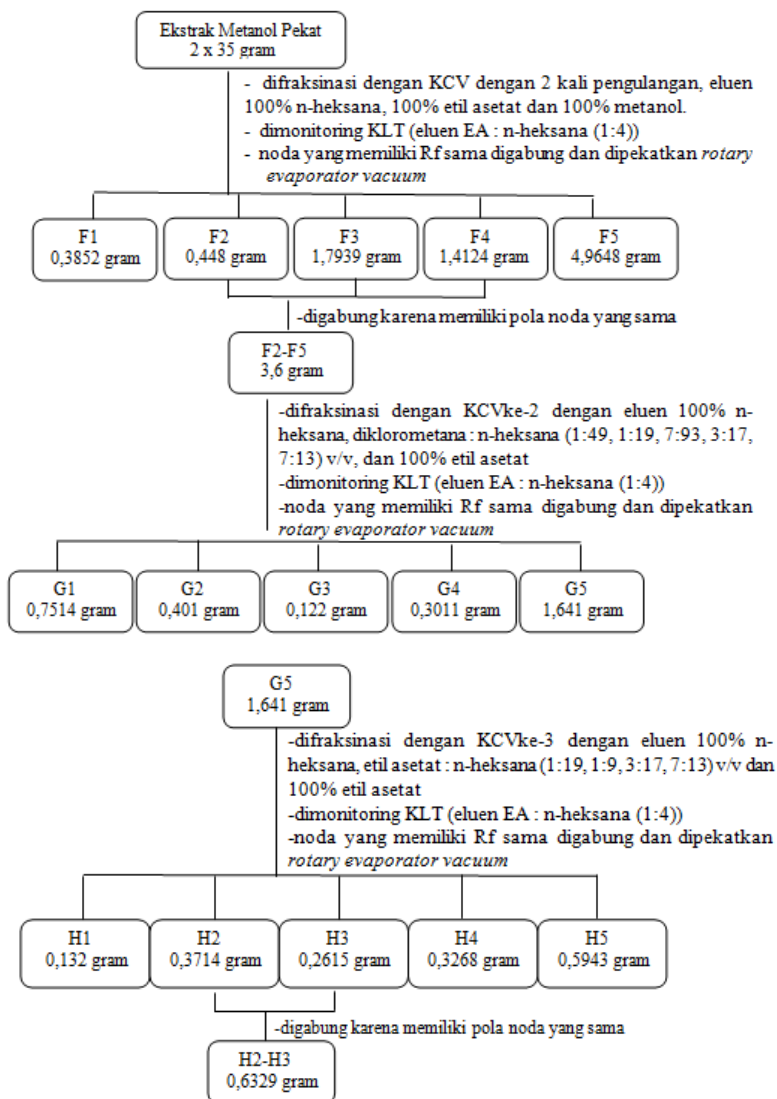 Ekstrak Metanol Pekat
2 x 35 gram
- difraksinasi dengan KCV dengan 2 kali pengulangan, eluen
100% n-heksana, 100% etil asetat dan 100% metanol.
- dimonitoring KLT (eluen EA : n-heksana (1:4))
- noda yang memiliki Rf sama digabung dan dipekatkan rotary
evaporator vacuum
F1
0,3852 gram
F2
0,448 gram
F3
1,7939 gram
F4
1,4124 gram
F5
4,9648 gram
-digabung karena memiliki pola noda yang sama
F2-F5
3,6 gram
-difraksinasi dengan KCVke-2 dengan eluen 100% n-
heksana, diklorometana : n-heksana (1:49, 1:19, 7:93, 3:17,
7:13) v/v, dan 100% etil asetat
-dimonitoring KLT (eluen EA : n-heksana (1:4))
-noda yang memiliki Rf sama digabung dan dipekatkan
rotary evaporator vacuum
G1
0,7514 gram
G2
0,401 gram
G3
0,122 gram
G4
0,3011 gram
G5
1,641 gram
G5
1,641 gram
-difraksinasi dengan KCVke-3 dengan eluen 100% n-
heksana, etil asetat : n-heksana (1:19, 1:9, 3:17, 7:13) v/v dan
100% etil asetat
-dimonitoring KLT (eluen EA : n-heksana (1:4))
-noda yang memiliki Rf sama digabung dan dipekatkan
rotary evaporator vacuum
H1
0,132 gram
H2
0,3714 gram
H3
0,2615 gram
H4
0,3268 gram
H5
0,5943 gram
-digabung karena memiliki pola noda yang sama
H2-H3
0,6329 gram